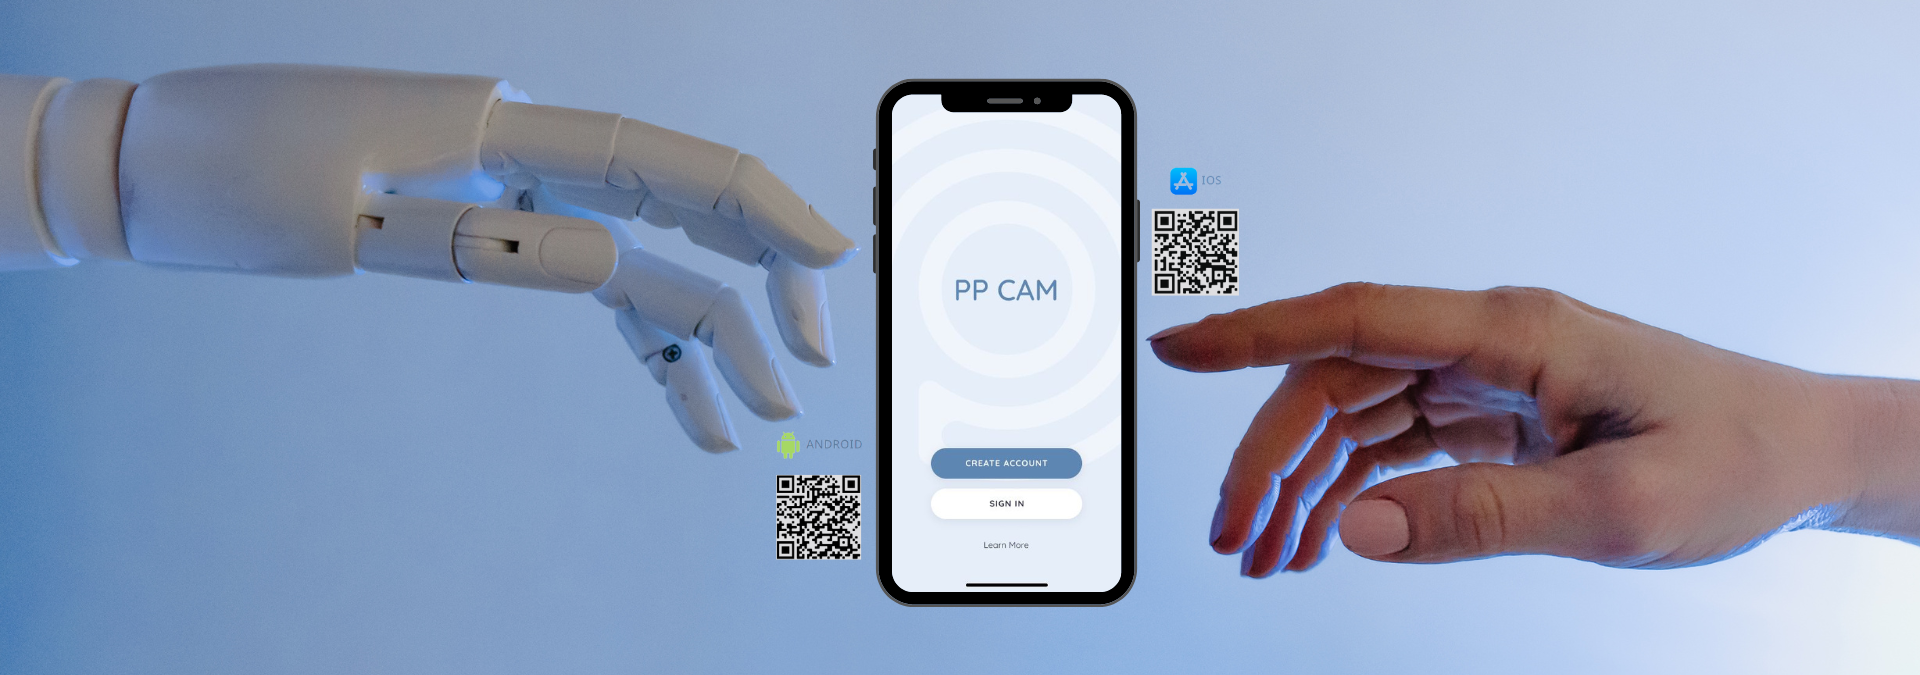 IOS
PP CAM
ANDROID
CREATE ACCOUNT
SIGN IN
Learn More